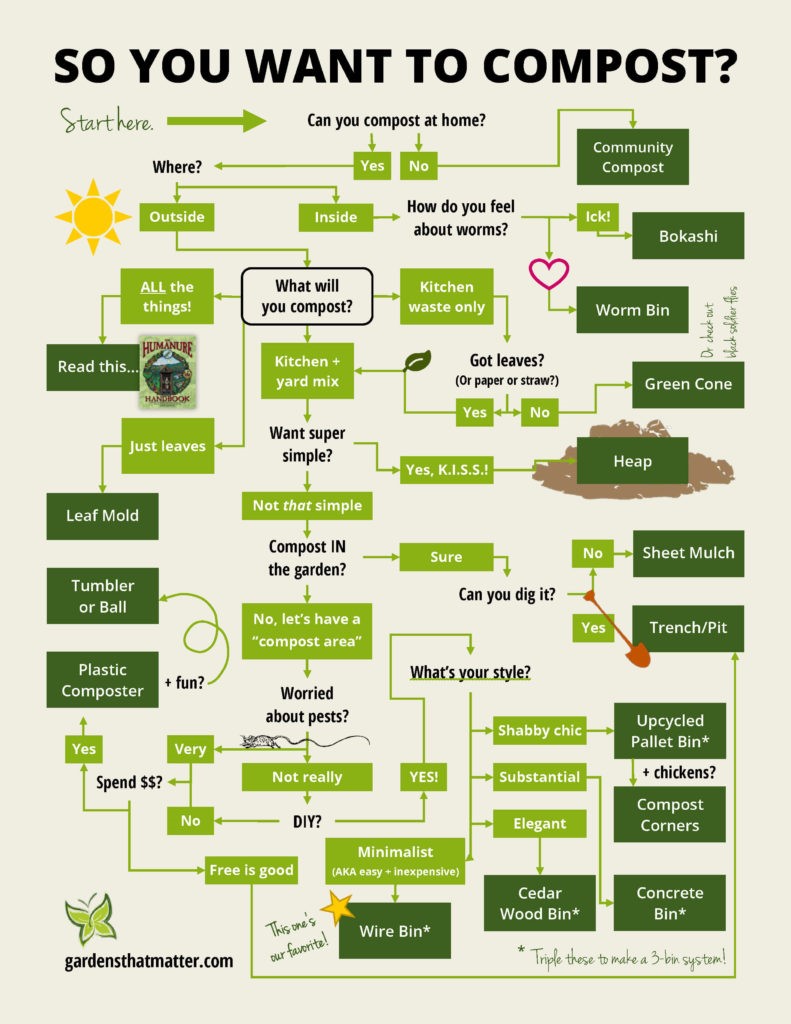 SO YOU WANT TO COMPOST?
Start here.
Can you compost at home?
Yes
No
Community
Compost
Where?
Outside
Inside
How do you feel
about worms?
Ick!
Bokashi
Worm Bin
Or check out
black soldier flies
What will
you compost?
ALL the
things!
Kitchen
waste only
Read this...
HUMANURE
HANDBOOK
Kitchen +
yard mix
Got leaves?
(Or paper or straw?)
Yes
No
Green Cone
Just leaves
Want super
simple?
Yes, K.I.S.S.!
Heap
Leaf Mold
Not that simple
Compost IN
the garden?
Sure
Can you dig it?
No
Sheet Mulch
Yes
Trench/Pit
Tumbler
or Ball
No, let's have a
“compost area”
Plastic
Composter
+ fun?
Worried
about pests?
What's your style?
Shabby chic
Upcycled
Pallet Bin*
Yes
Very
Spend $$?
Not really
YES!
Substantial
+ chickens?
Compost
Corners
No
DIY?
Elegant
Free is good
Minimalist
(AKA easy + inexpensive)
Cedar
Wood Bin*
Concrete
Bin*
This one's
our favorite!
Wire Bin*
gardensthatmatter.com
* Triple these to make a 3-bin system!